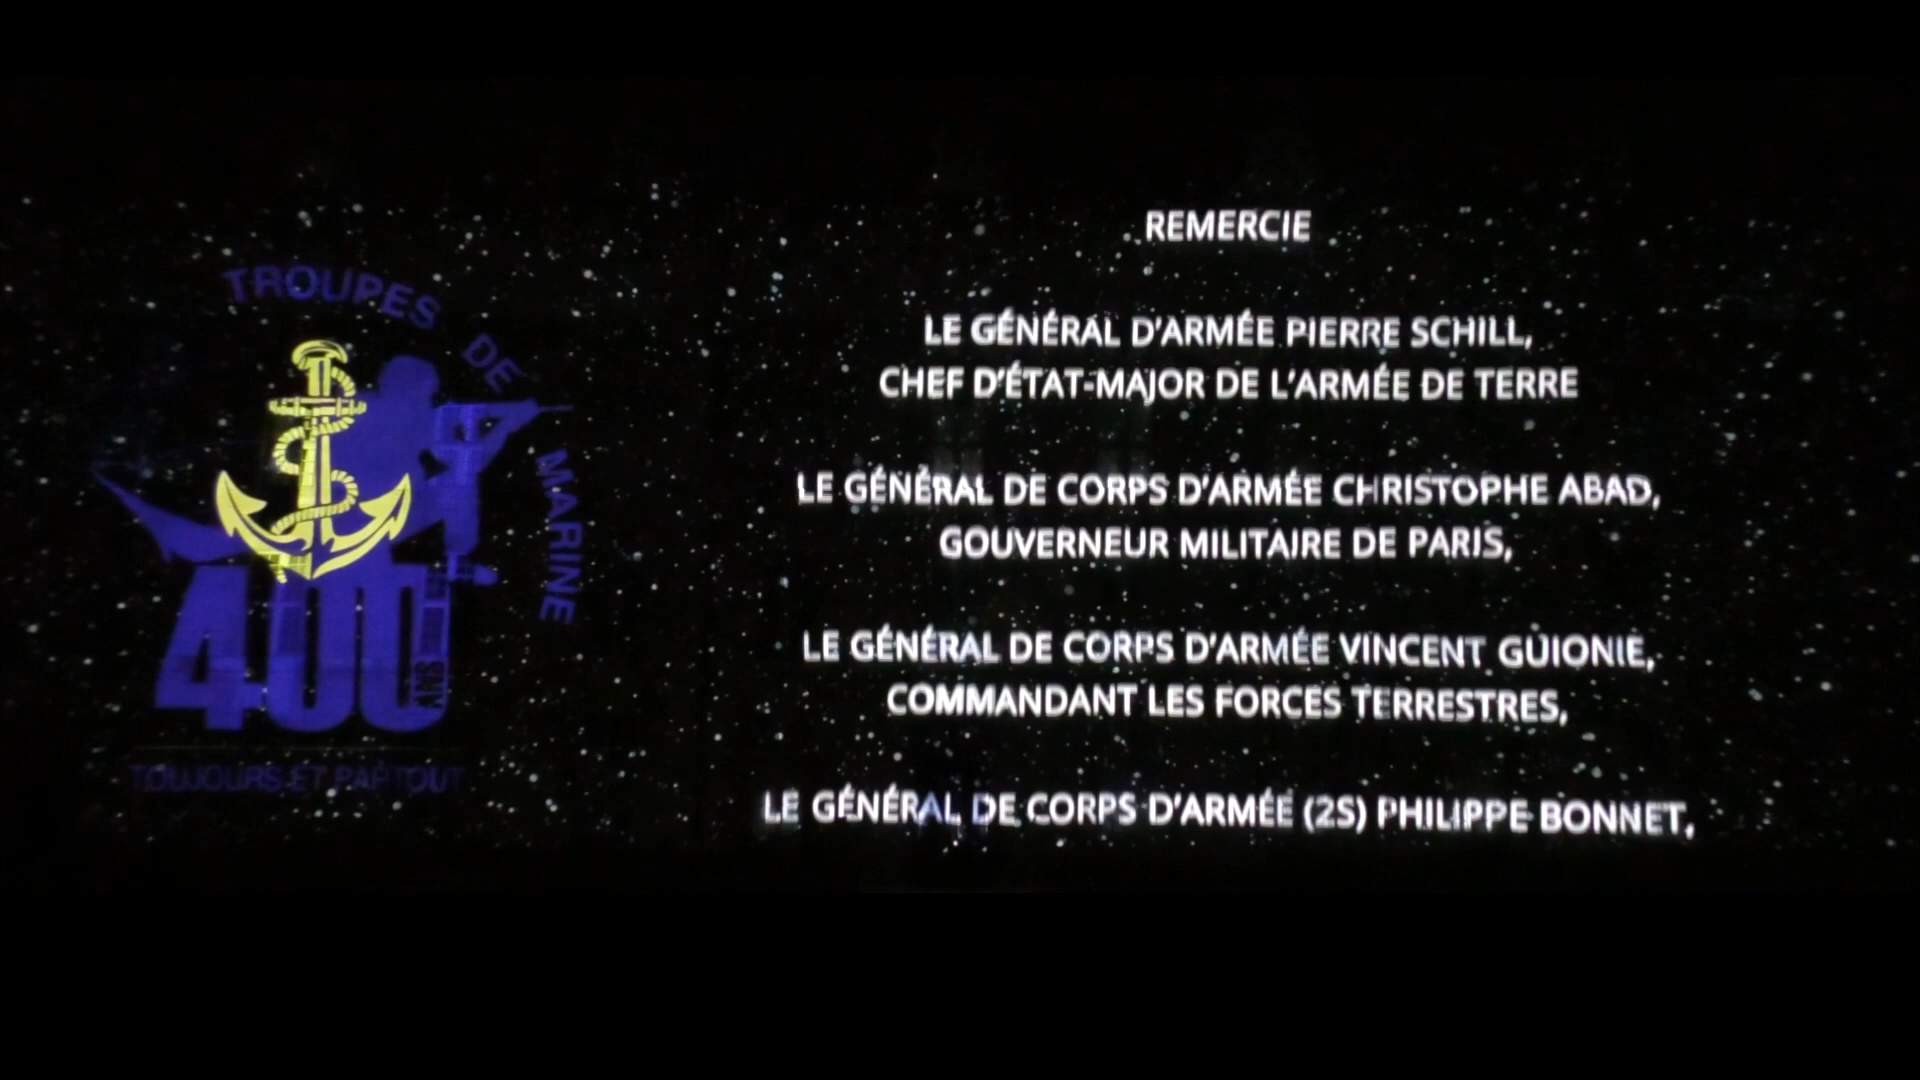 TROUPES DE MARINE
400
ANS
TOUJOURS ET PARTOUT
REMERCIE
LE GÉNÉRAL D'ARMÉE PIERRE SCHILL,
CHEF D'ÉTAT-MAJOR DE L'ARMÉE DE TERRE
LE GÉNÉRAL DE CORPS D'ARMÉE CHRISTOPHE ABAD,
GOUVERNEUR MILITAIRE DE PARIS,
LE GÉNÉRAL DE CORPS D'ARMÉE VINCENT GUIONIE,
COMMANDANT LES FORCES TERRESTRES,
LE GÉNÉRAL DE CORPS D'ARMÉE (2S) PHILIPPE BONNET,